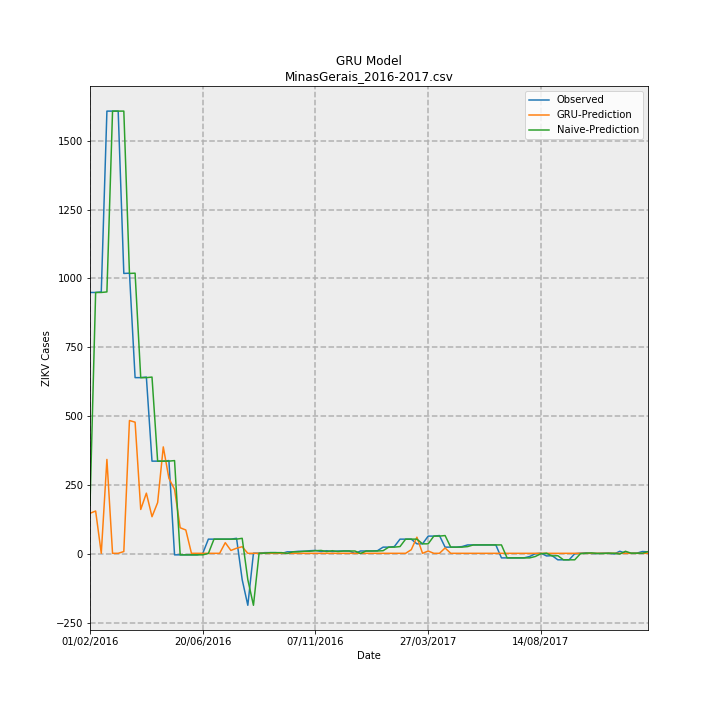 GRU Model
MinasGerais_2016-2017.csv
Observed
GRU-Prediction
Naive-Prediction
1500
1250
1000
750
500
250
0
−250
ZIKV Cases
01/02/2016 20/06/2016 07/11/2016 27/03/2017 14/08/2017
Date